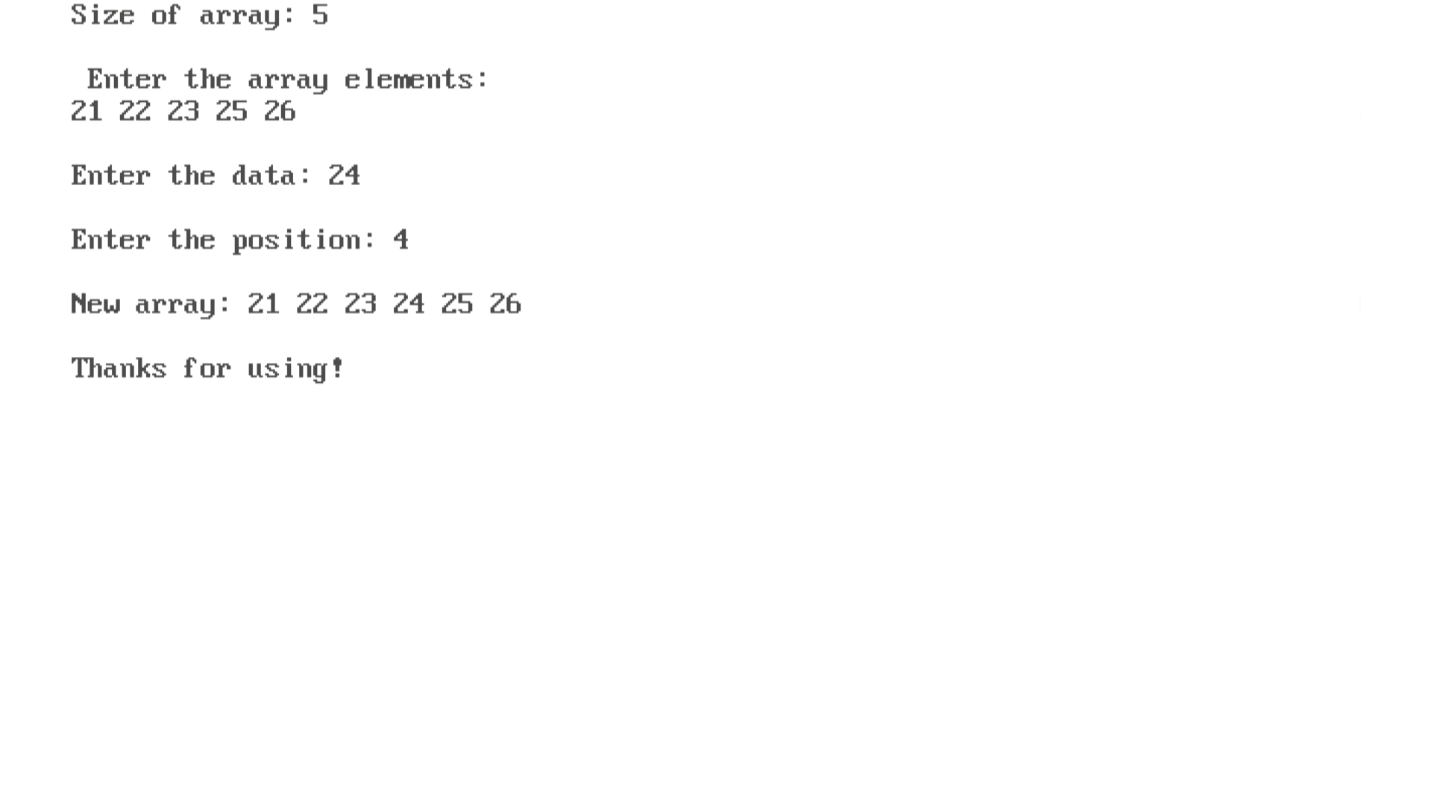 Size of array: 5
Enter the array elements:
21 22 23 25 26
Enter the data: 24
Enter the position: 4
New array: 21 22 23 24 25 26
Thanks for using!